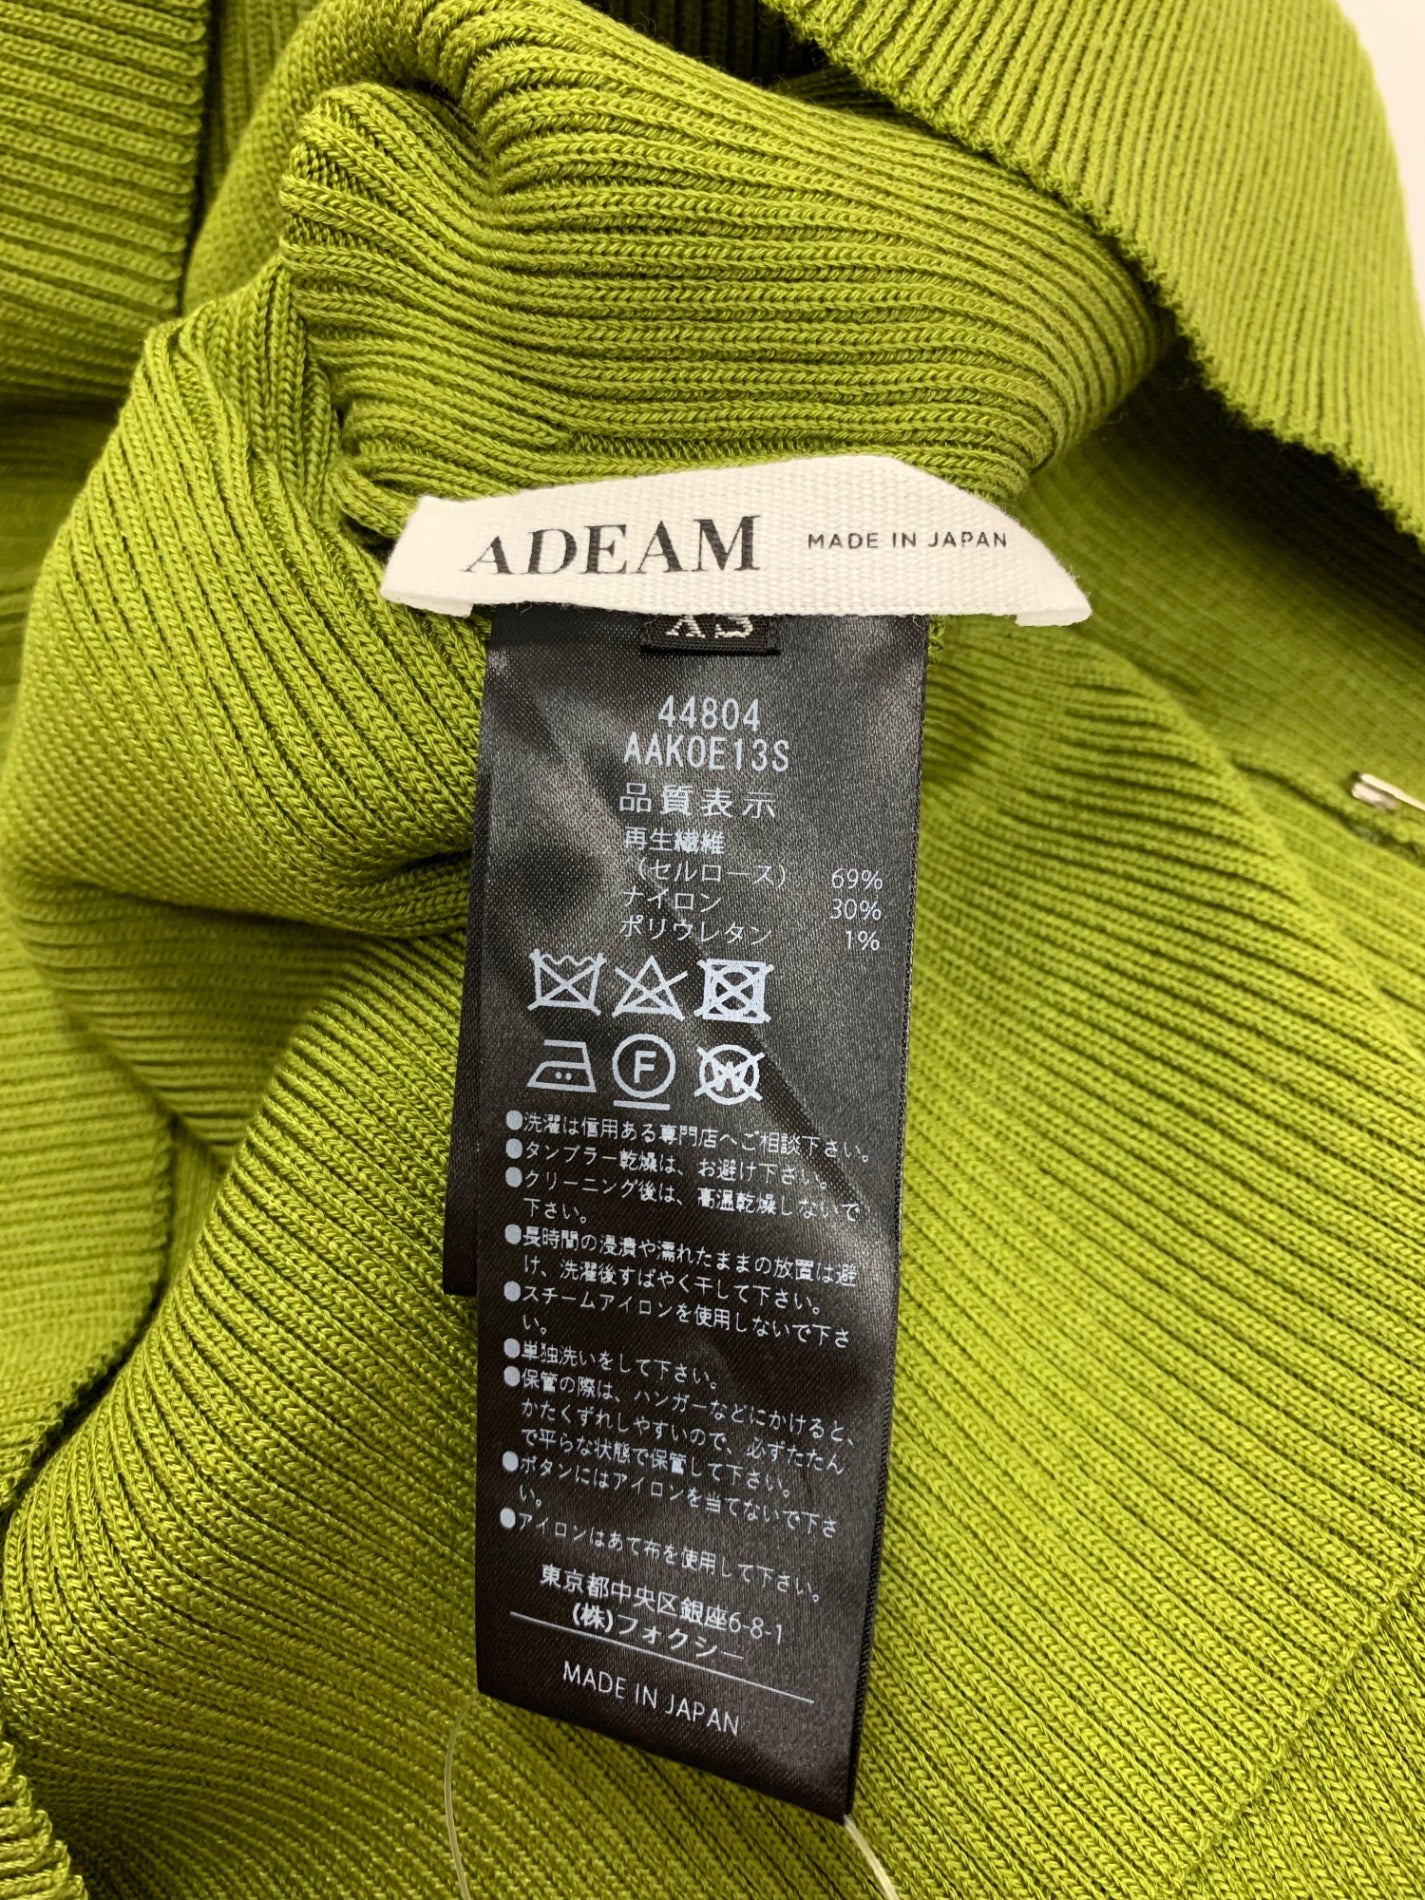 ADEAM MADE IN JAPAN
XS
44804
AAKOE13S
品質表示
再生繊維
(セルロース) 69%
ナイロン 30%
ポリウレタン 1%
F
W
●洗濯は信用ある専門店へご相談下さい。
●タンブラー乾燥は、お避け下さい。
●クリーニング後は、高温乾燥しないで
下さい。
●長時間の浸漬や濡れたままの放置は避
け、洗濯後すばやく干して下さい。
●スチームアイロンを使用しないで下さ
い。
●単独洗いをして下さい。
●保管の際は、ハンガーなどにかけると、
かたくずれしやすいので、必ずたたん
で平らな状態で保管して下さい。
●ボタンにはアイロンを当てないで下さ
い。
●アイロンはあて布を使用して下さい。
東京都中央区銀座6-8-1
(株)フォクシー
MADE IN JAPAN